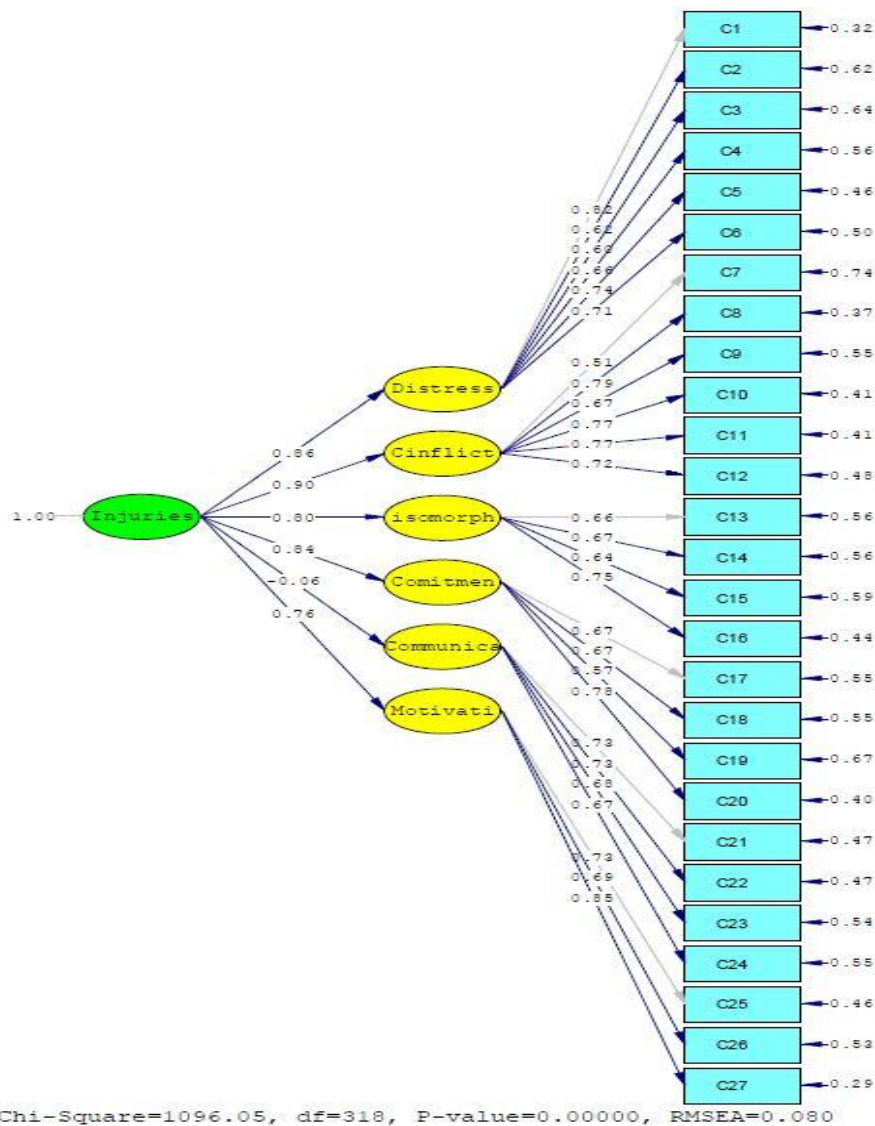 C1
0.32
C2
0.62
C3
0.64
C4
0.56
C5
0.46
0.82
0.62
C6
0.50
0.60
0.66
C7
0.74
0.74
0.71
C8
0.37
C9
0.55
0.51
0.79
Distress
C10
0.41
0.67
0.77
C11
0.41
0.86
Cinflict
0.77
0.72
C12
0.48
0.90
1.00
Injuries
0.80
iscmorph
0.66
C13
0.56
0.67
0.84
0.64
C14
0.56
0.75
-0.06
Comitmen
C15
0.59
0.76
0.67
C16
0.44
Communica
0.67
0.57
C17
0.55
0.78
Motivati
C18
0.55
0.73
0.73
C19
0.67
0.68
0.67
C20
0.40
C21
0.47
0.73
0.69
C22
0.47
0.85
C23
0.54
C24
0.55
C25
0.46
C26
0.53
C27
0.29
Chi-Square=1096.05, df=318, P-value=0.00000, RMSEA=0.080